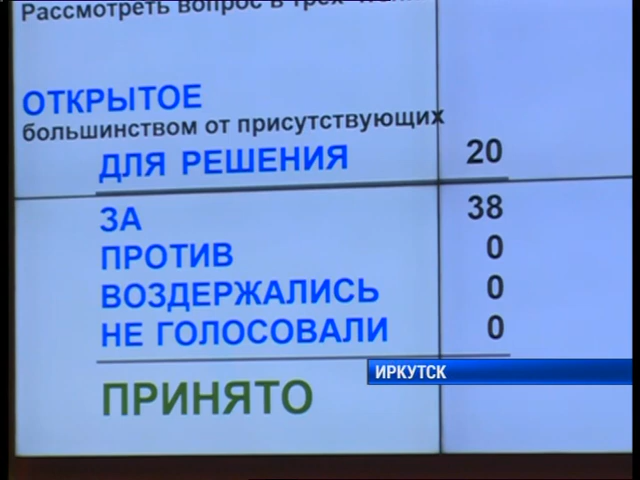 Рассмотреть вопрос в трех
ОТКРЫТОЕ
большинством от присутствующих
ДЛЯ РЕШЕНИЯ 20
ЗА 38
ПРОТИВ 0
ВОЗДЕРЖАЛИСЬ 0
НЕ ГОЛОСОВАЛИ 0
ИРКУТСК
ПРИНЯТО